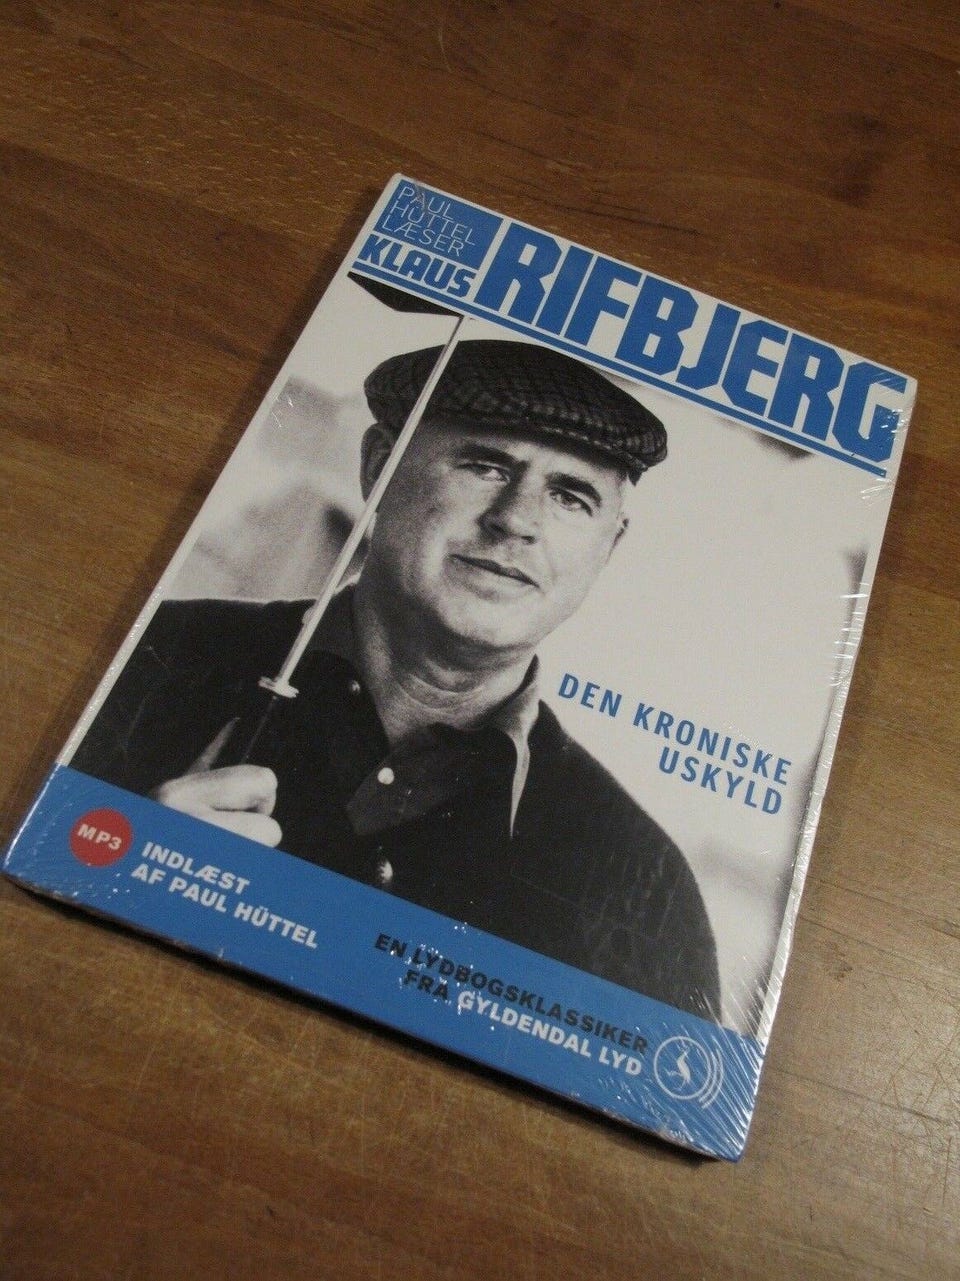 PAUL
HÜTTEL
LÆSER
KLAUS
RIFBJERG
DEN KRONISKE
USKYLD
MP3
INDLÆST
AF PAUL HÜTTEL
EN LYDBOGSKLASSIKER
FRA GYLDENDAL LYD